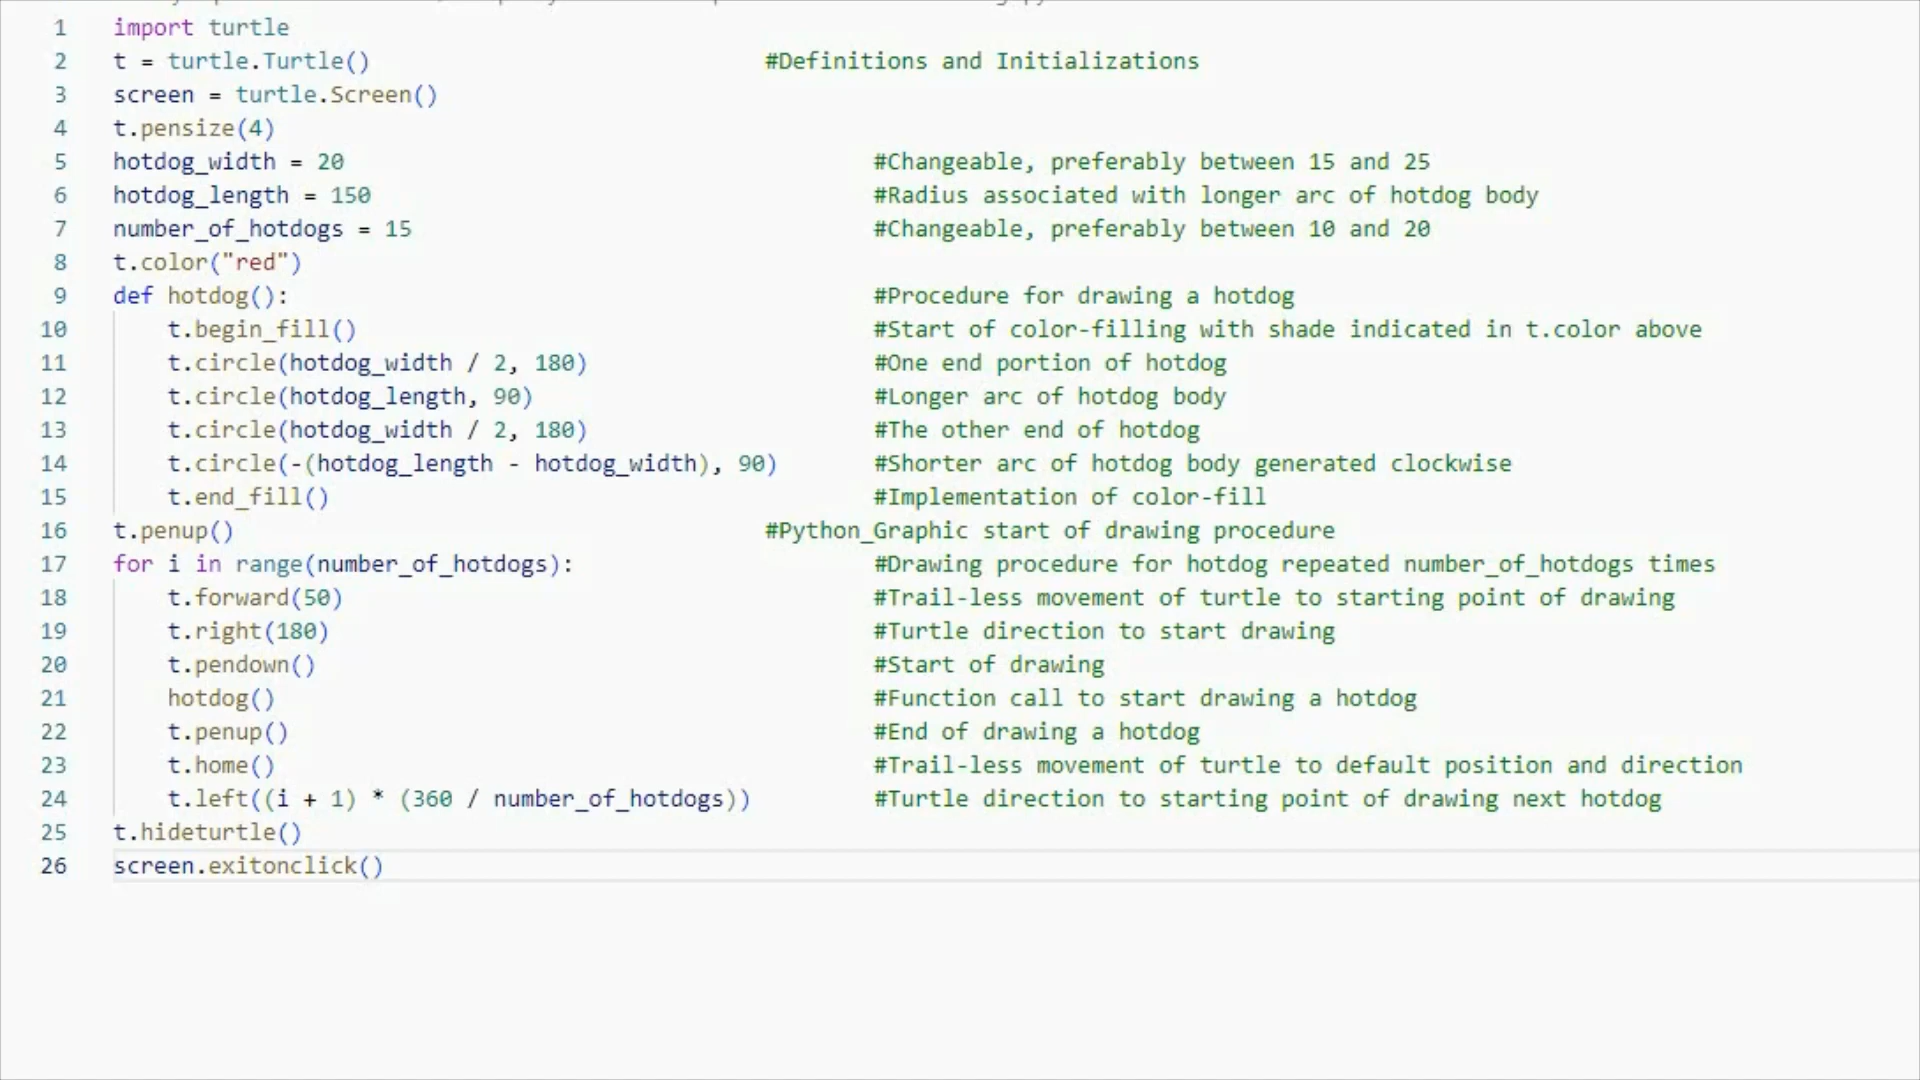 1 import turtle
2 t = turtle.Turtle() #Definitions and Initializations
3 screen = turtle.Screen()
4 t.pensize(4)
5 hotdog_width = 20 #Changeable, preferably between 15 and 25
6 hotdog_length = 150 #Radius associated with longer arc of hotdog body
7 number_of_hotdogs = 15 #Changeable, preferably between 10 and 20
8 t.color("red")
9 def hotdog(): #Procedure for drawing a hotdog
10 t.begin_fill() #Start of color-filling with shade indicated in t.color above
11 t.circle(hotdog_width / 2, 180) #One end portion of hotdog
12 t.circle(hotdog_length, 90) #Longer arc of hotdog body
13 t.circle(hotdog_width / 2, 180) #The other end of hotdog
14 t.circle(-(hotdog_length - hotdog_width), 90) #Shorter arc of hotdog body generated clockwise
15 t.end_fill() #Implementation of color-fill
16 t.penup() #Python_Graphic start of drawing procedure
17 for i in range(number_of_hotdogs): #Drawing procedure for hotdog repeated number_of_hotdogs times
18 t.forward(50) #Trail-less movement of turtle to starting point of drawing
19 t.right(180) #Turtle direction to start drawing
20 t.pendown() #Start of drawing
21 hotdog() #Function call to start drawing a hotdog
22 t.penup() #End of drawing a hotdog
23 t.home() #Trail-less movement of turtle to default position and direction
24 t.left((i + 1) * (360 / number_of_hotdogs)) #Turtle direction to starting point of drawing next hotdog
25 t.hideturtle()
26 screen.exitonclick()